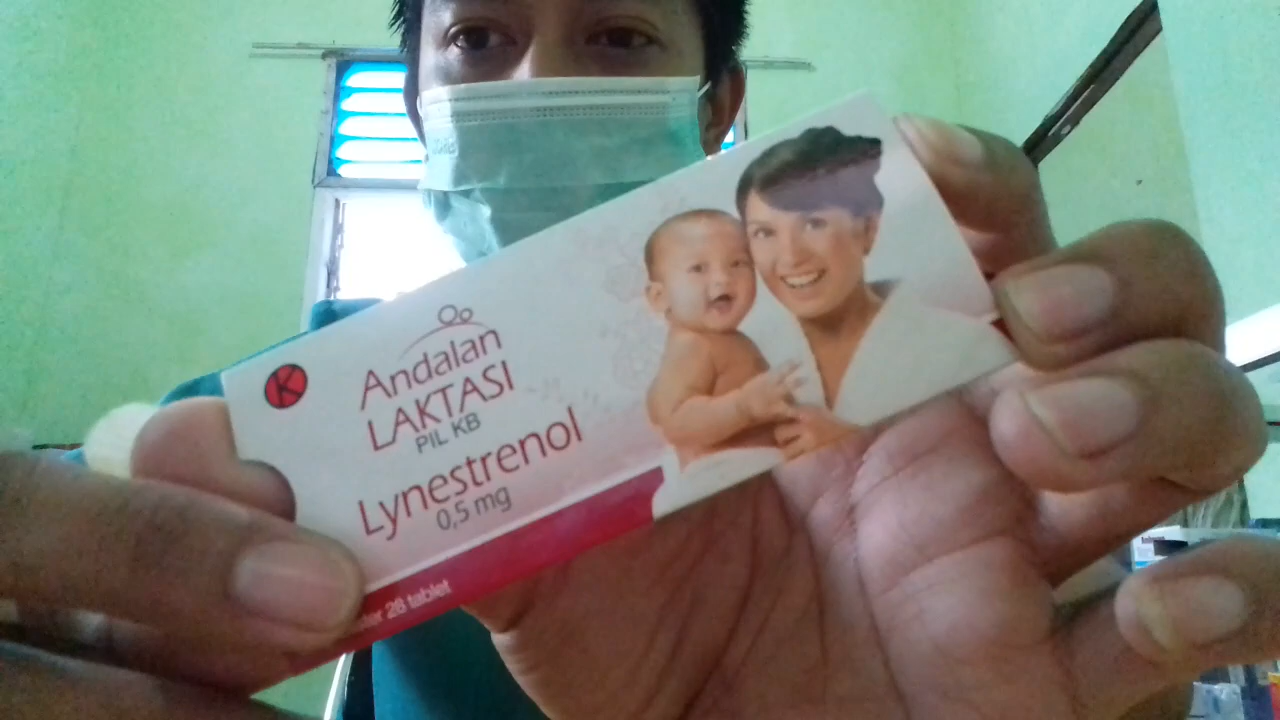 K
Andalan
LAKTASI
PIL KB
Lynestrenol
0,5 mg
28 tablet